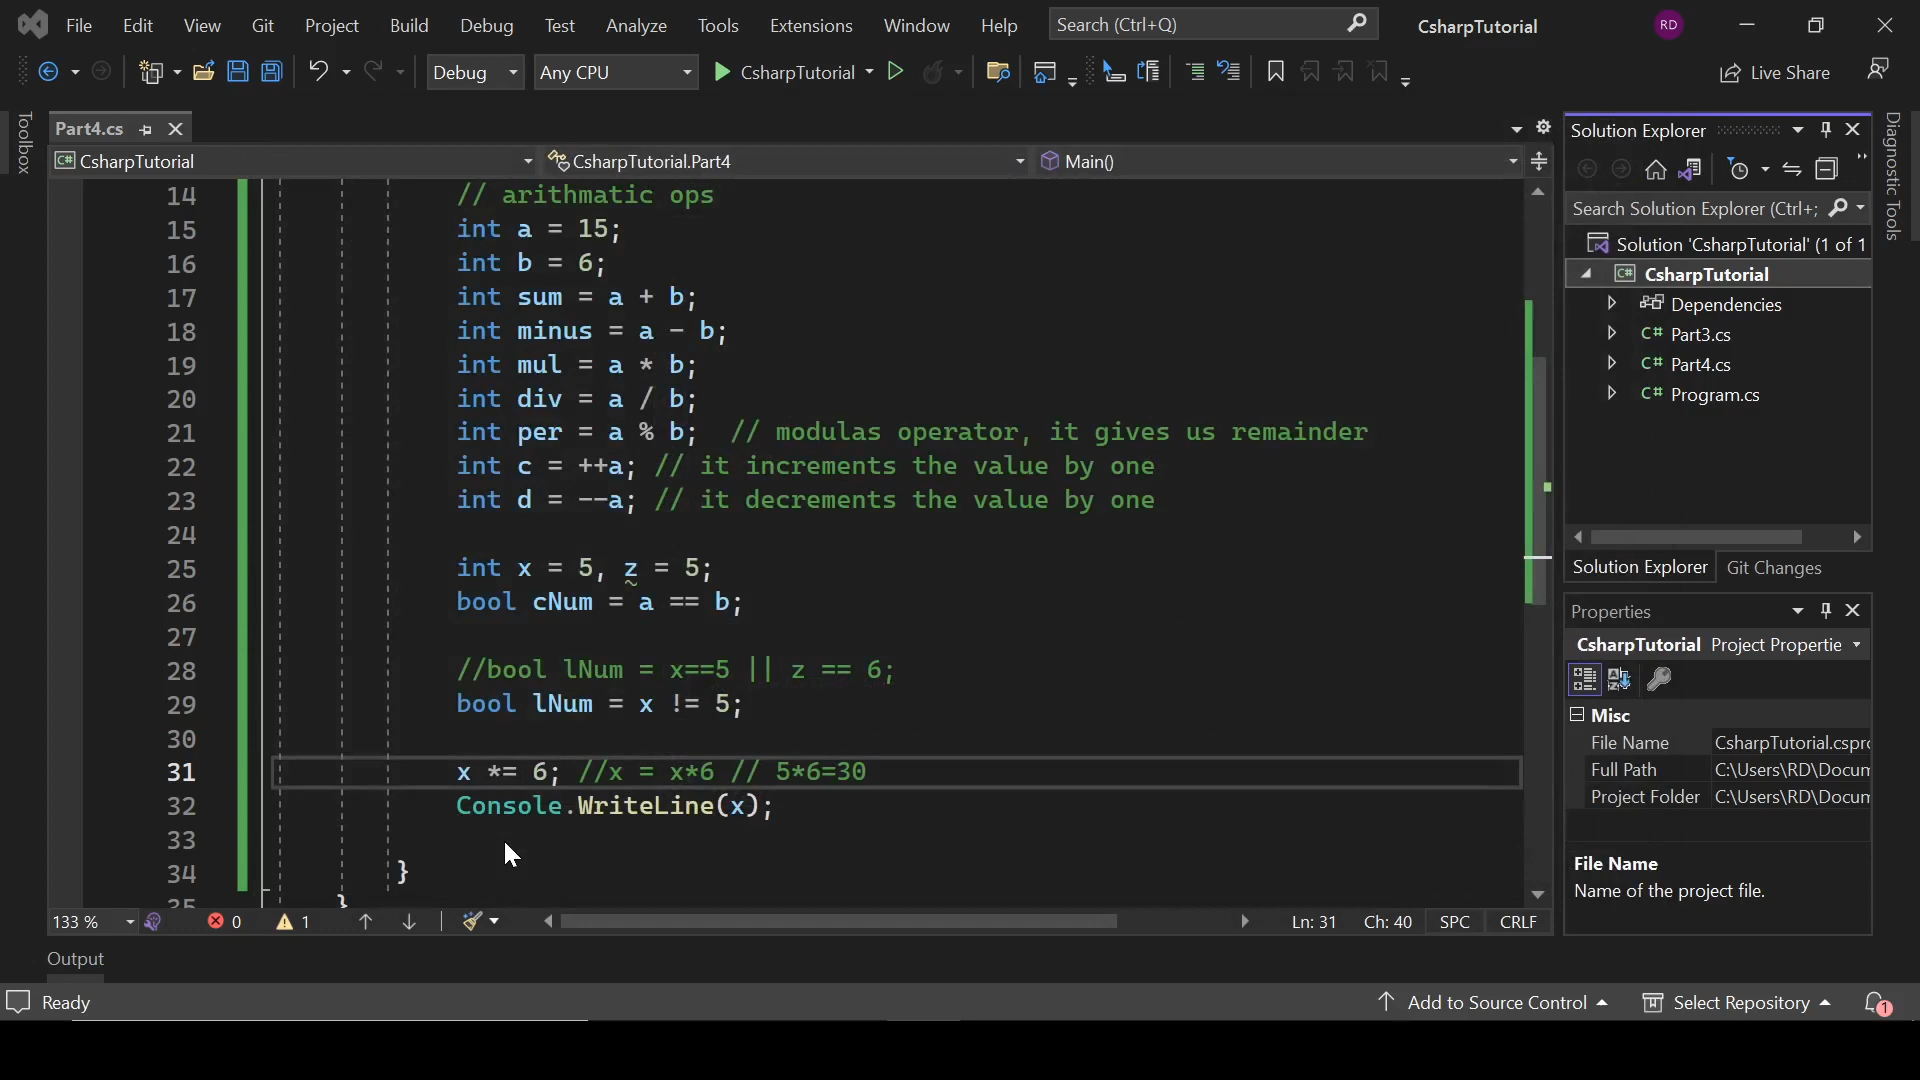 File Edit View Git Project Build Debug Test Analyze Tools Extensions Window Help Search (Ctrl+Q) CsharpTutorial RD
Debug Any CPU CsharpTutorial Live Share
Toolbox
Part4.cs
CsharpTutorial CsharpTutorial.Part4 Main()
14 // arithmatic ops
15 int a = 15;
16 int b = 6;
17 int sum = a + b;
18 int minus = a - b;
19 int mul = a * b;
20 int div = a / b;
21 int per = a % b; // modulas operator, it gives us remainder
22 int c = ++a; // it increments the value by one
23 int d = --a; // it decrements the value by one
24
25 int x = 5, z = 5;
26 bool cNum = a == b;
27
28 //bool lNum = x==5 || z == 6;
29 bool lNum = x != 5;
30
31 x *= 6; //x = x*6 // 5*6=30
32 Console.WriteLine(x);
33
34 }
35 }
133 % 0 1 Ln: 31 Ch: 40 SPC CRLF
Output
Ready Add to Source Control Select Repository 1
Solution Explorer
Search Solution Explorer (Ctrl+;
Solution 'CsharpTutorial' (1 of 1
C# CsharpTutorial
Dependencies
C# Part3.cs
C# Part4.cs
C# Program.cs
Solution Explorer Git Changes
Properties
CsharpTutorial Project Propertie
Misc
File Name CsharpTutorial.cspro
Full Path C:\Users\RD\Docum
Project Folder C:\Users\RD\Docum
File Name
Name of the project file.
Diagnostic Tools